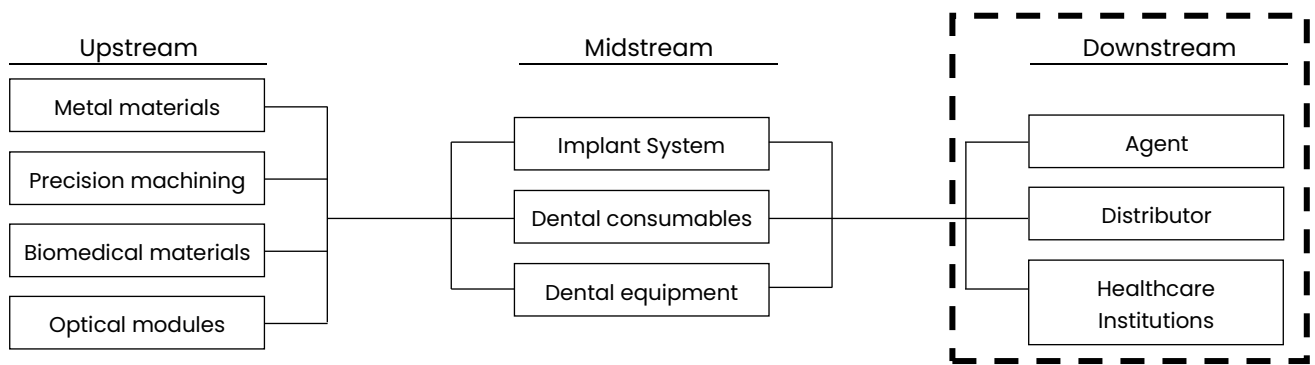 Upstream
Metal materials
Precision machining
Biomedical materials
Optical modules
Midstream
Implant System
Dental consumables
Dental equipment
Downstream
Agent
Distributor
Healthcare
Institutions